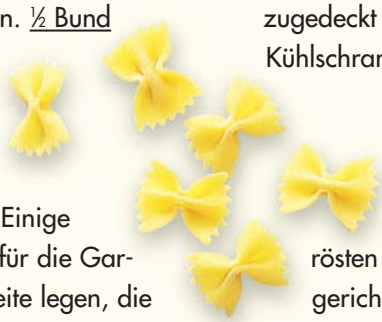 n. ½ Bund
Einige
für die Gar-
eite legen, die
zugedeckt
Kühlschran
rösten
gerich